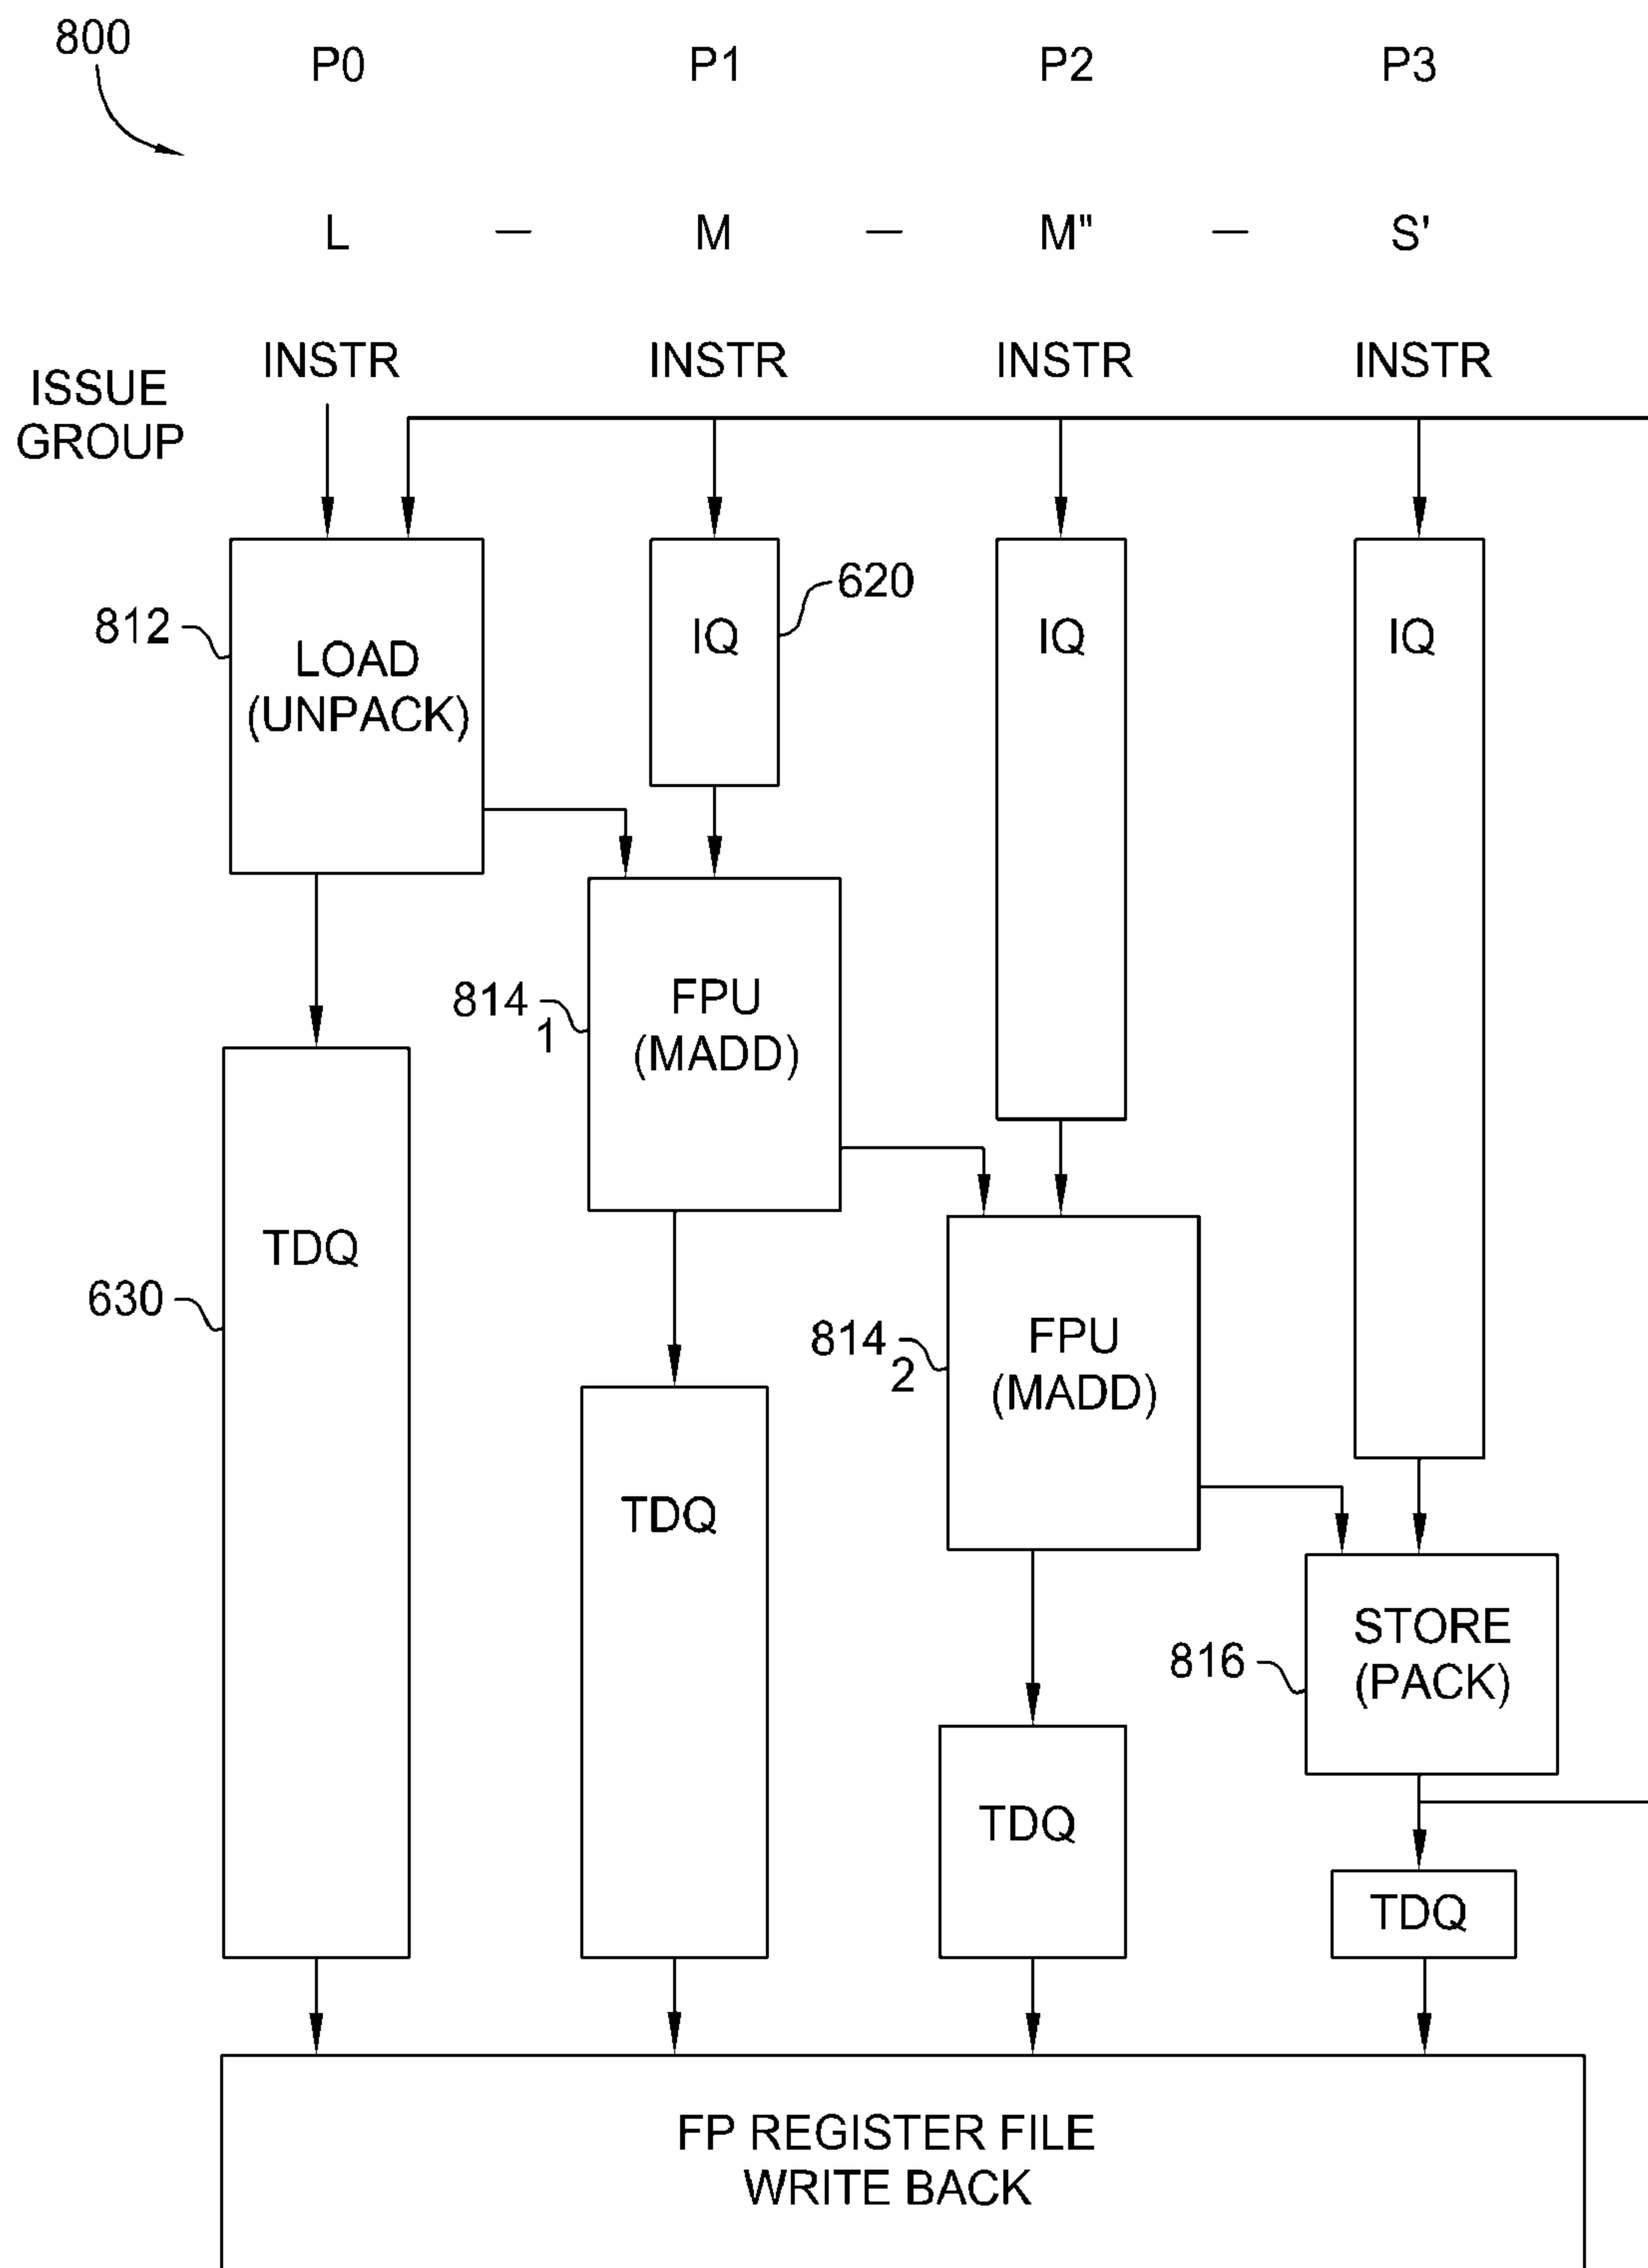 800
P0 P1 P2 P3
L — M — M" — S'
INSTR INSTR INSTR INSTR
ISSUE
GROUP
620
IQ IQ IQ
812
LOAD
(UNPACK)
814 1
FPU
(MADD)
TDQ
630
814 2
FPU
(MADD)
TDQ
816
STORE
(PACK)
TDQ
TDQ
FP REGISTER FILE
WRITE BACK